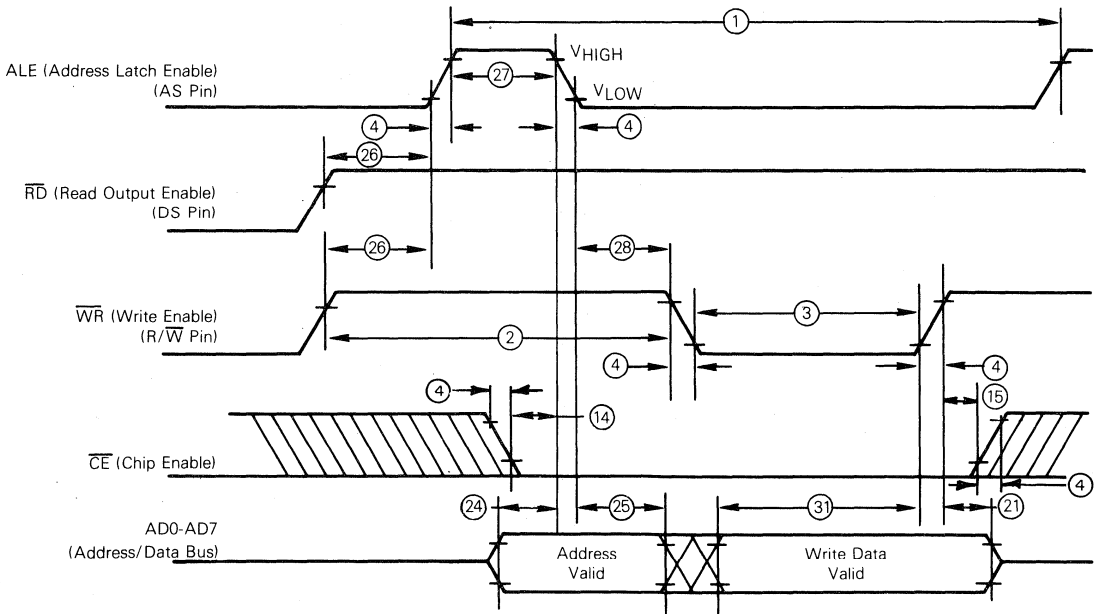 1
ALE (Address Latch Enable)
(AS Pin)
27
VHIGH
VLOW
4
4
26
RD (Read Output Enable)
(DS Pin)
26
28
WR (Write Enable)
(R/W Pin)
2
3
4
4
4
14
15
CE (Chip Enable)
4
24
25
31
21
AD0-AD7
(Address/Data Bus)
Address
Valid
Write Data
Valid